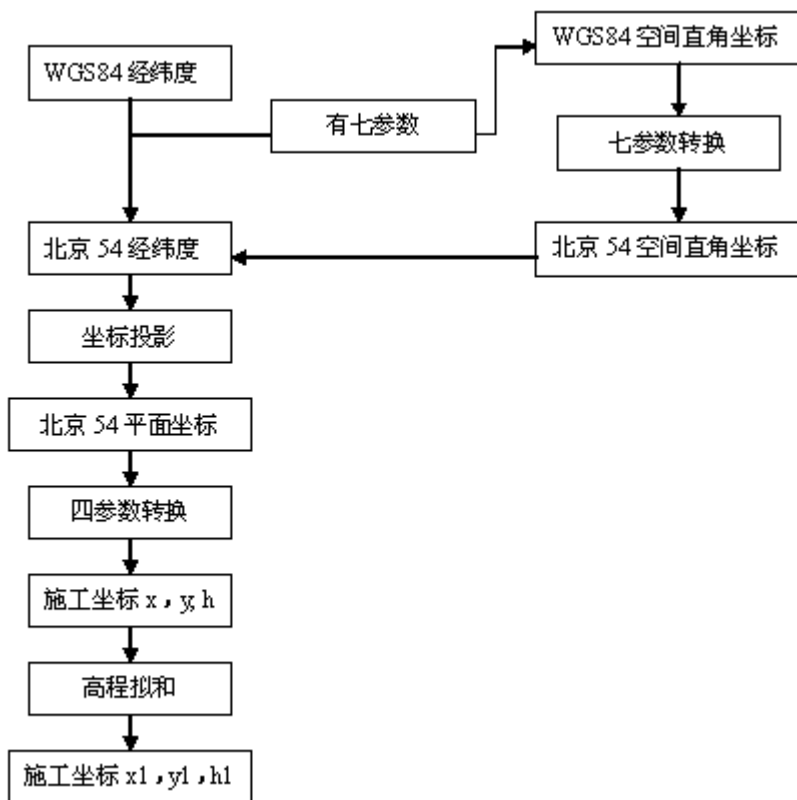 WGS84 经纬度
WGS84 空间直角坐标
有七参数
七参数转换
北京 54 经纬度
北京 54 空间直角坐标
坐标投影
北京 54 平面坐标
四参数转换
施工坐标 x，y,h
高程拟和
施工坐标 x1，y1，h1